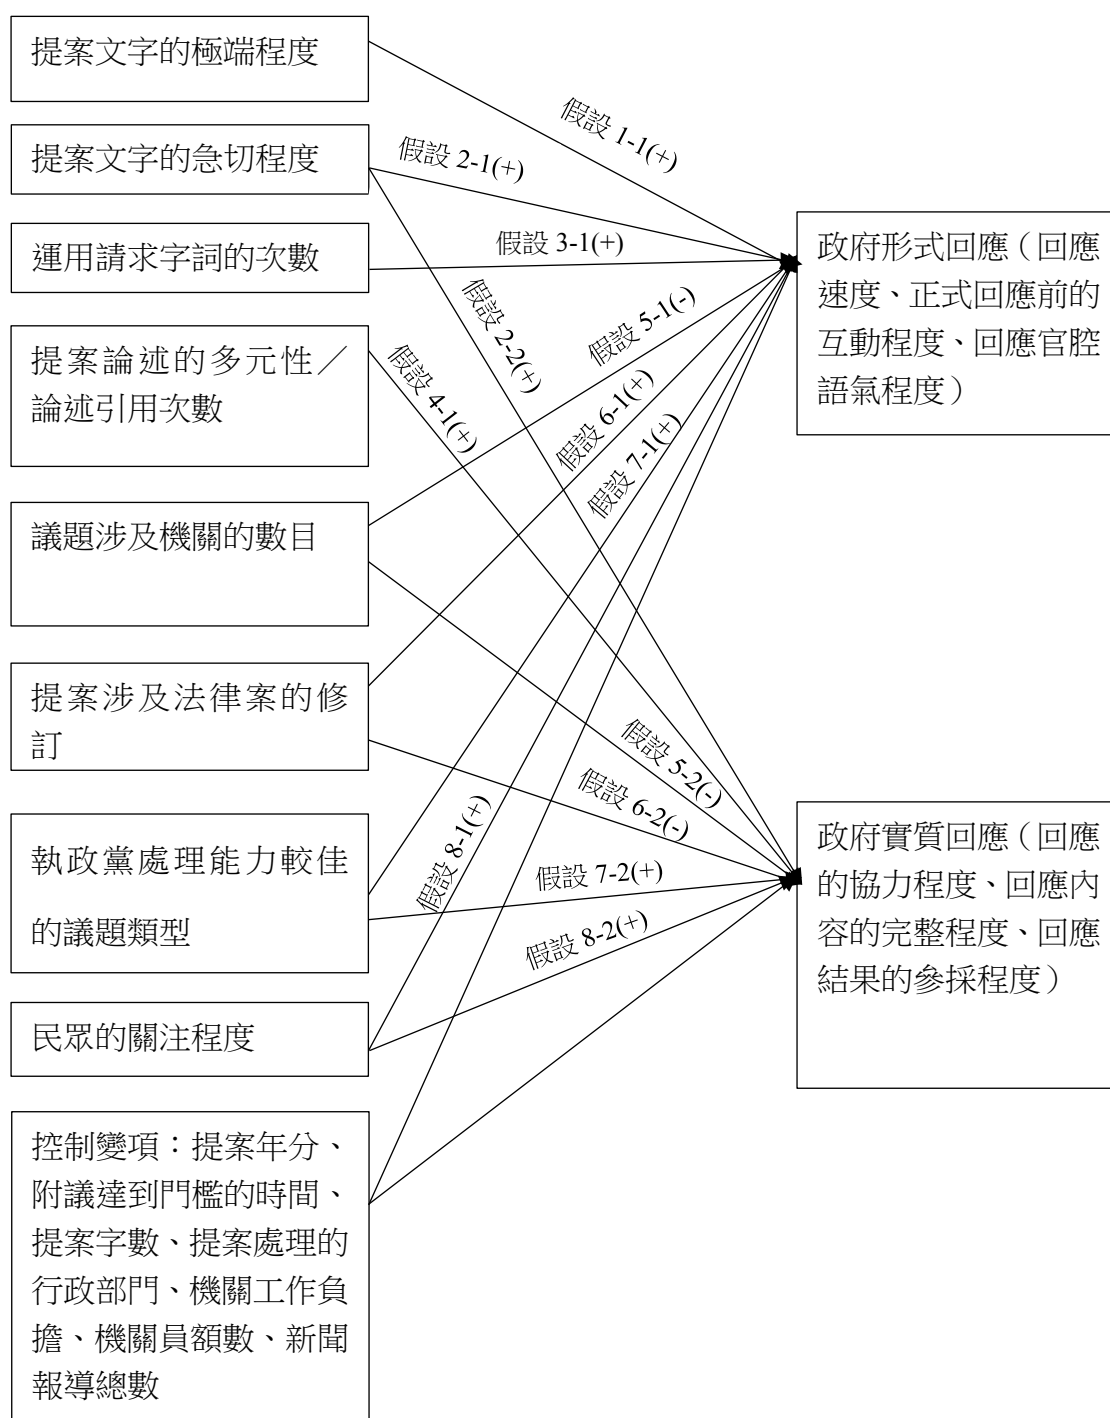 提案文字的極端程度
提案文字的急切程度
運用請求字詞的次數
提案論述的多元性／
論述引用次數
議題涉及機關的數目
提案涉及法律案的修
訂
執政黨處理能力較佳
的議題類型
民眾的關注程度
控制變項：提案年分、
附議達到門檻的時間、
提案字數、提案處理的
行政部門、機關工作負
擔、機關員額數、新聞
報導總數
假設 1-1(+)
假設 2-1(+)
假設 3-1(+)
假設 2-2(+)
假設 4-1(+)
假設 5-1(-)
假設 6-1(+)
假設 7-1(+)
假設 8-1(+)
假設 5-2(-)
假設 6-2(-)
假設 7-2(+)
假設 8-2(+)
政府形式回應（回應
速度、正式回應前的
互動程度、回應官腔
語氣程度）
政府實質回應（回應
的協力程度、回應內
容的完整程度、回應
結果的參採程度）